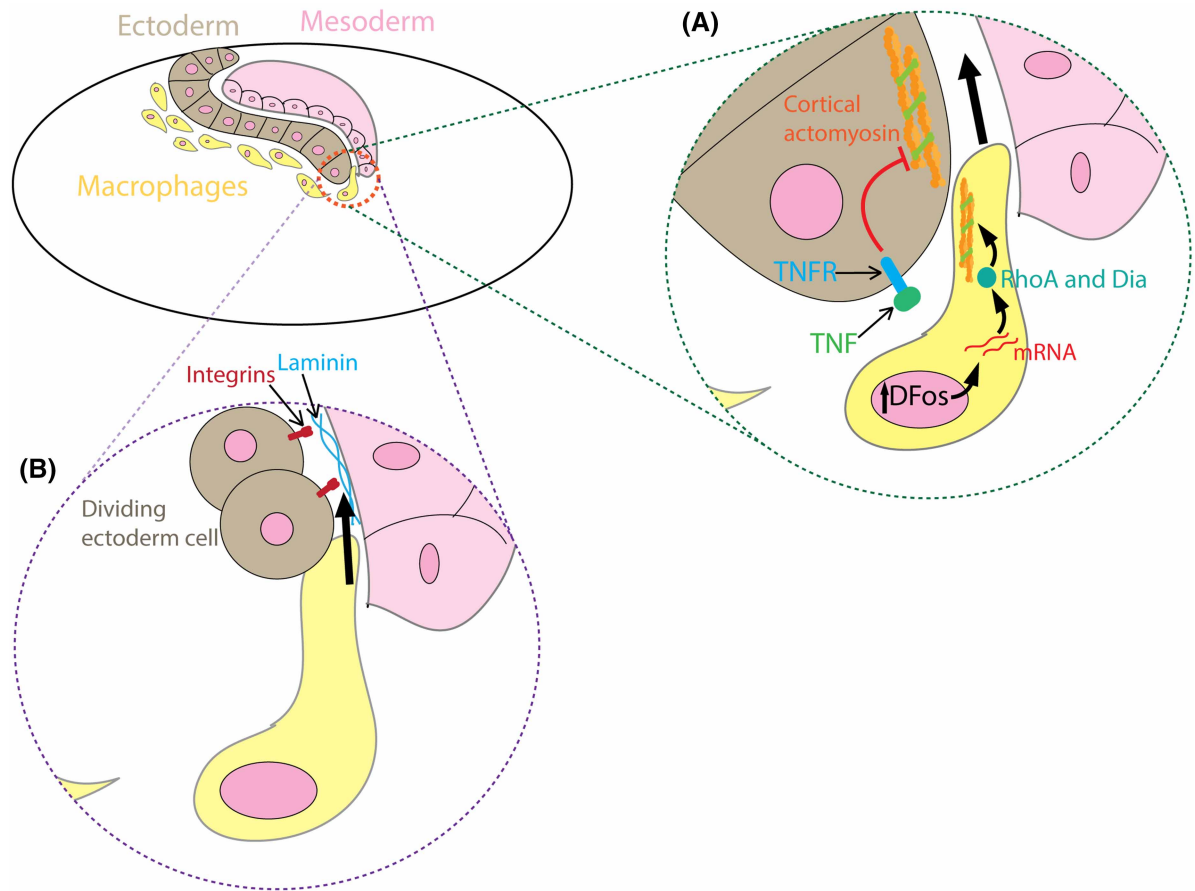 Ectoderm
Mesoderm
Macrophages
(A)
Cortical
actomyosin
TNFR
TNF
RhoA and Dia
mRNA
DFos
(B)
Integrins
Laminin
Dividing
ectoderm cell